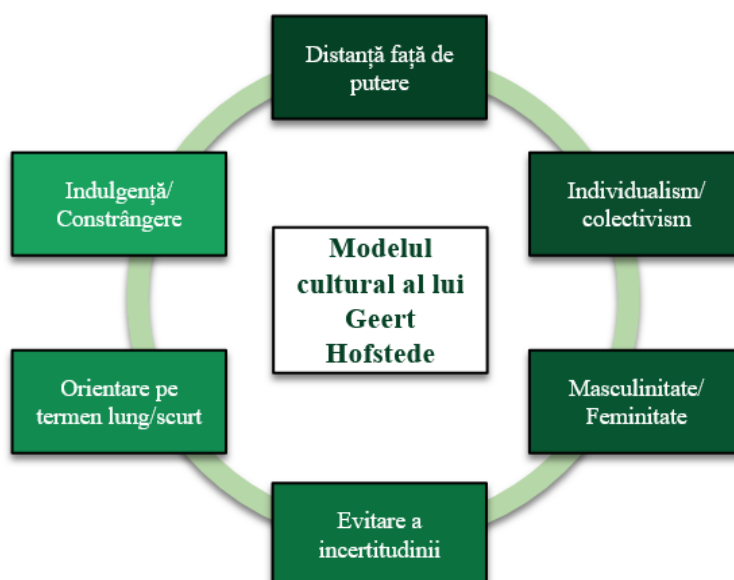 Distanță față de
putere
Individualism/
colectivism
Masculinitate/
Feminitate
Evitare a
incertitudinii
Orientare pe
termen lung/scurt
Indulgență/
Constrângere
Modelul
cultural al lui
Geert
Hofstede